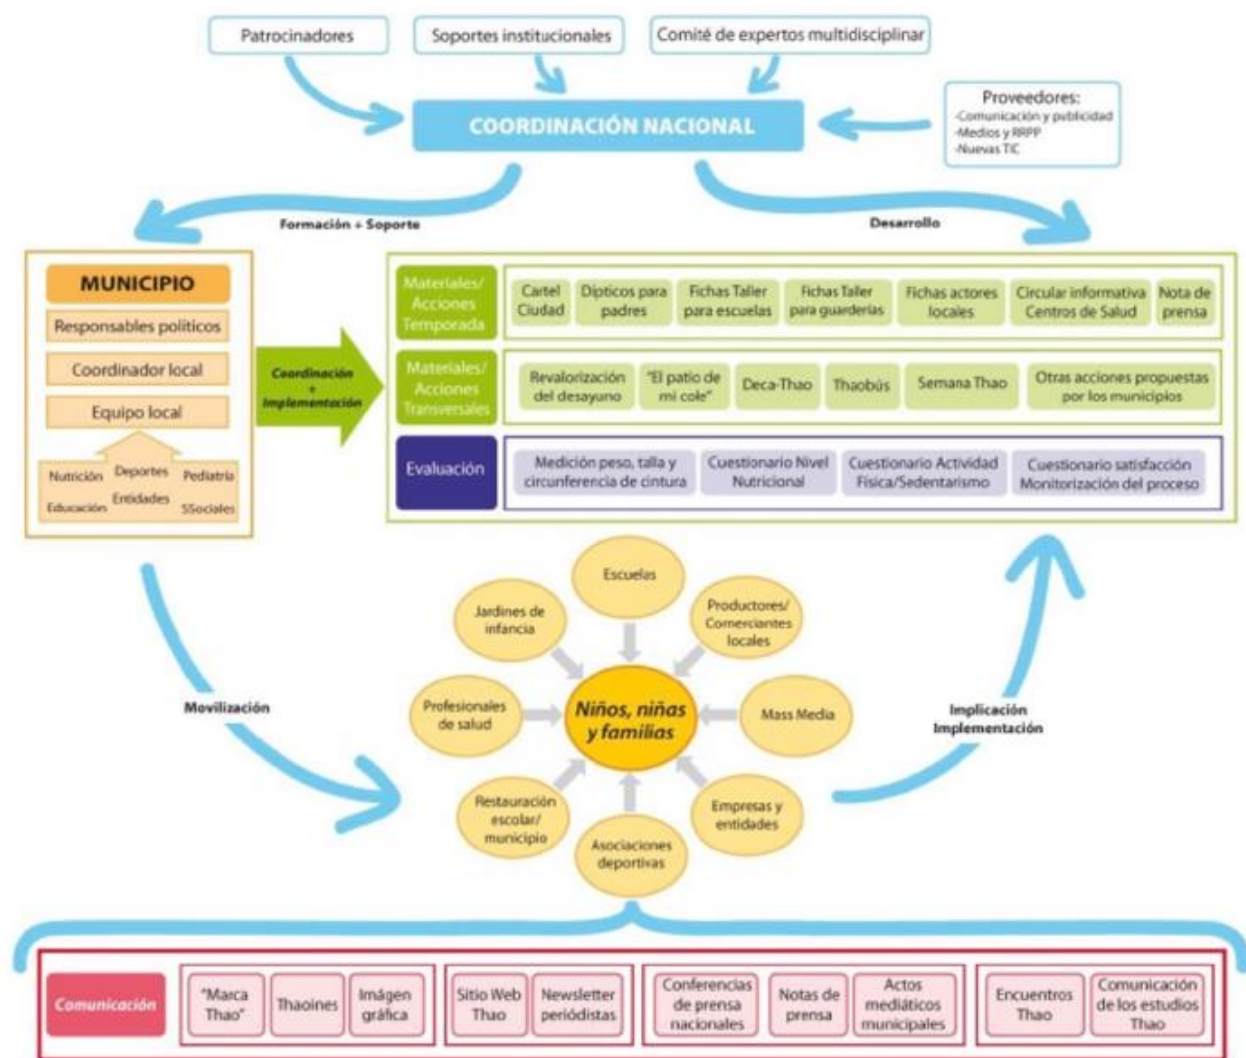 Patrocinadores
Soportes institucionales
Comité de expertos multidisciplinar
Proveedores:
-Comunicación y publicidad
-Medios y RRPP
-Nuevas TIC
COORDINACIÓN NACIONAL
Formación + Soporte
Desarrollo
MUNICIPIO
Responsables políticos
Coordinador local
Equipo local
Nutrición
Deportes
Pediatría
Educación
Entidades
SSociales
Coordinación
+
Implementación
Materiales/
Acciones
Temporada
Cartel
Ciudad
Dípticos para
padres
Fichas Taller
para escuelas
Fichas Taller
para guarderías
Fichas actores
locales
Circular informativa
Centros de Salud
Nota de
prensa
Materiales/
Acciones
Transversales
Revalorización
del desayuno
"El patio de
mi cole"
Deca-Thao
Thaobús
Semana Thao
Otras acciones propuestas
por los municipios
Evaluación
Medición peso, talla y
circunferencia de cintura
Cuestionario Nivel
Nutricional
Cuestionario Actividad
Física/Sedentarismo
Cuestionario satisfacción
Monitorización del proceso
Escuelas
Jardines de
infancia
Productores/
Comerciantes
locales
Profesionales
de salud
Niños, niñas
y familias
Mass Media
Restauración
escolar/
municipio
Asociaciones
deportivas
Empresas y
entidades
Movilización
Implicación
Implementación
Comunicación
"Marca
Thao"
Thaoines
Imágen
gráfica
Sitio Web
Thao
Newsletter
periódistas
Conferencias
de prensa
nacionales
Notas de
prensa
Actos
mediáticos
municipales
Encuentros
Thao
Comunicación
de los estudios
Thao